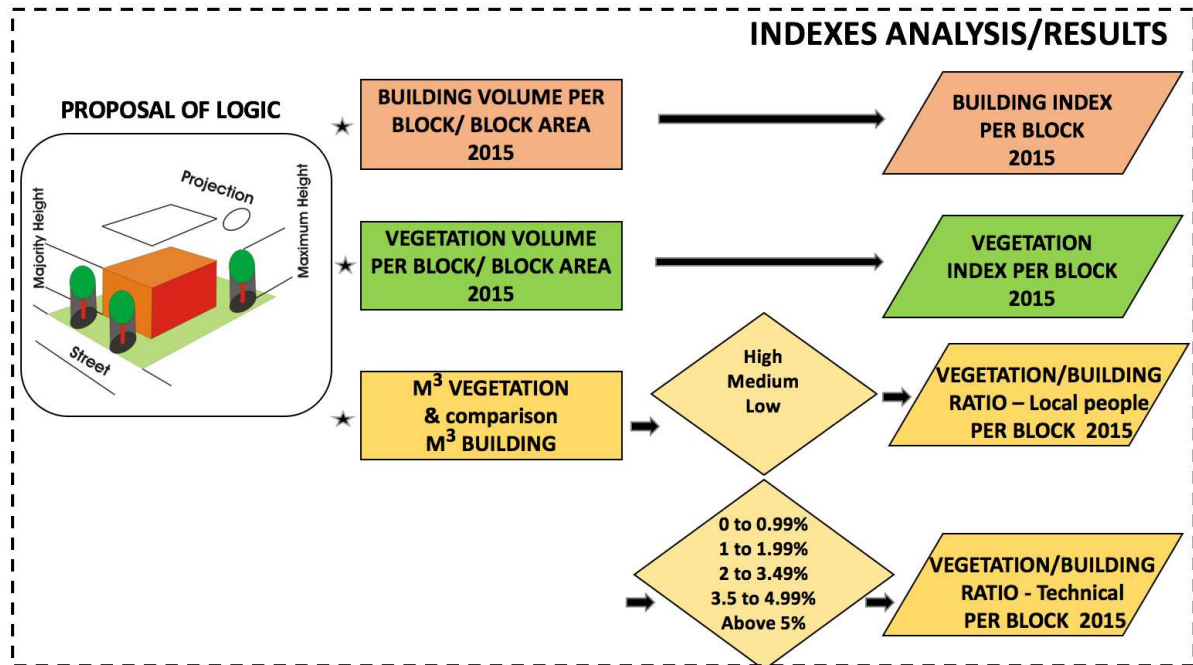 INDEXES ANALYSIS/RESULTS
PROPOSAL OF LOGIC
Majority Height
Projection
Maximum Height
Street
BUILDING VOLUME PER
BLOCK/ BLOCK AREA
2015
BUILDING INDEX
PER BLOCK
2015
VEGETATION VOLUME
PER BLOCK/ BLOCK AREA
2015
VEGETATION
INDEX PER BLOCK
2015
M³ VEGETATION
& comparison
M³ BUILDING
High
Medium
Low
VEGETATION/BUILDING
RATIO – Local people
PER BLOCK 2015
0 to 0.99%
1 to 1.99%
2 to 3.49%
3.5 to 4.99%
Above 5%
VEGETATION/BUILDING
RATIO - Technical
PER BLOCK 2015